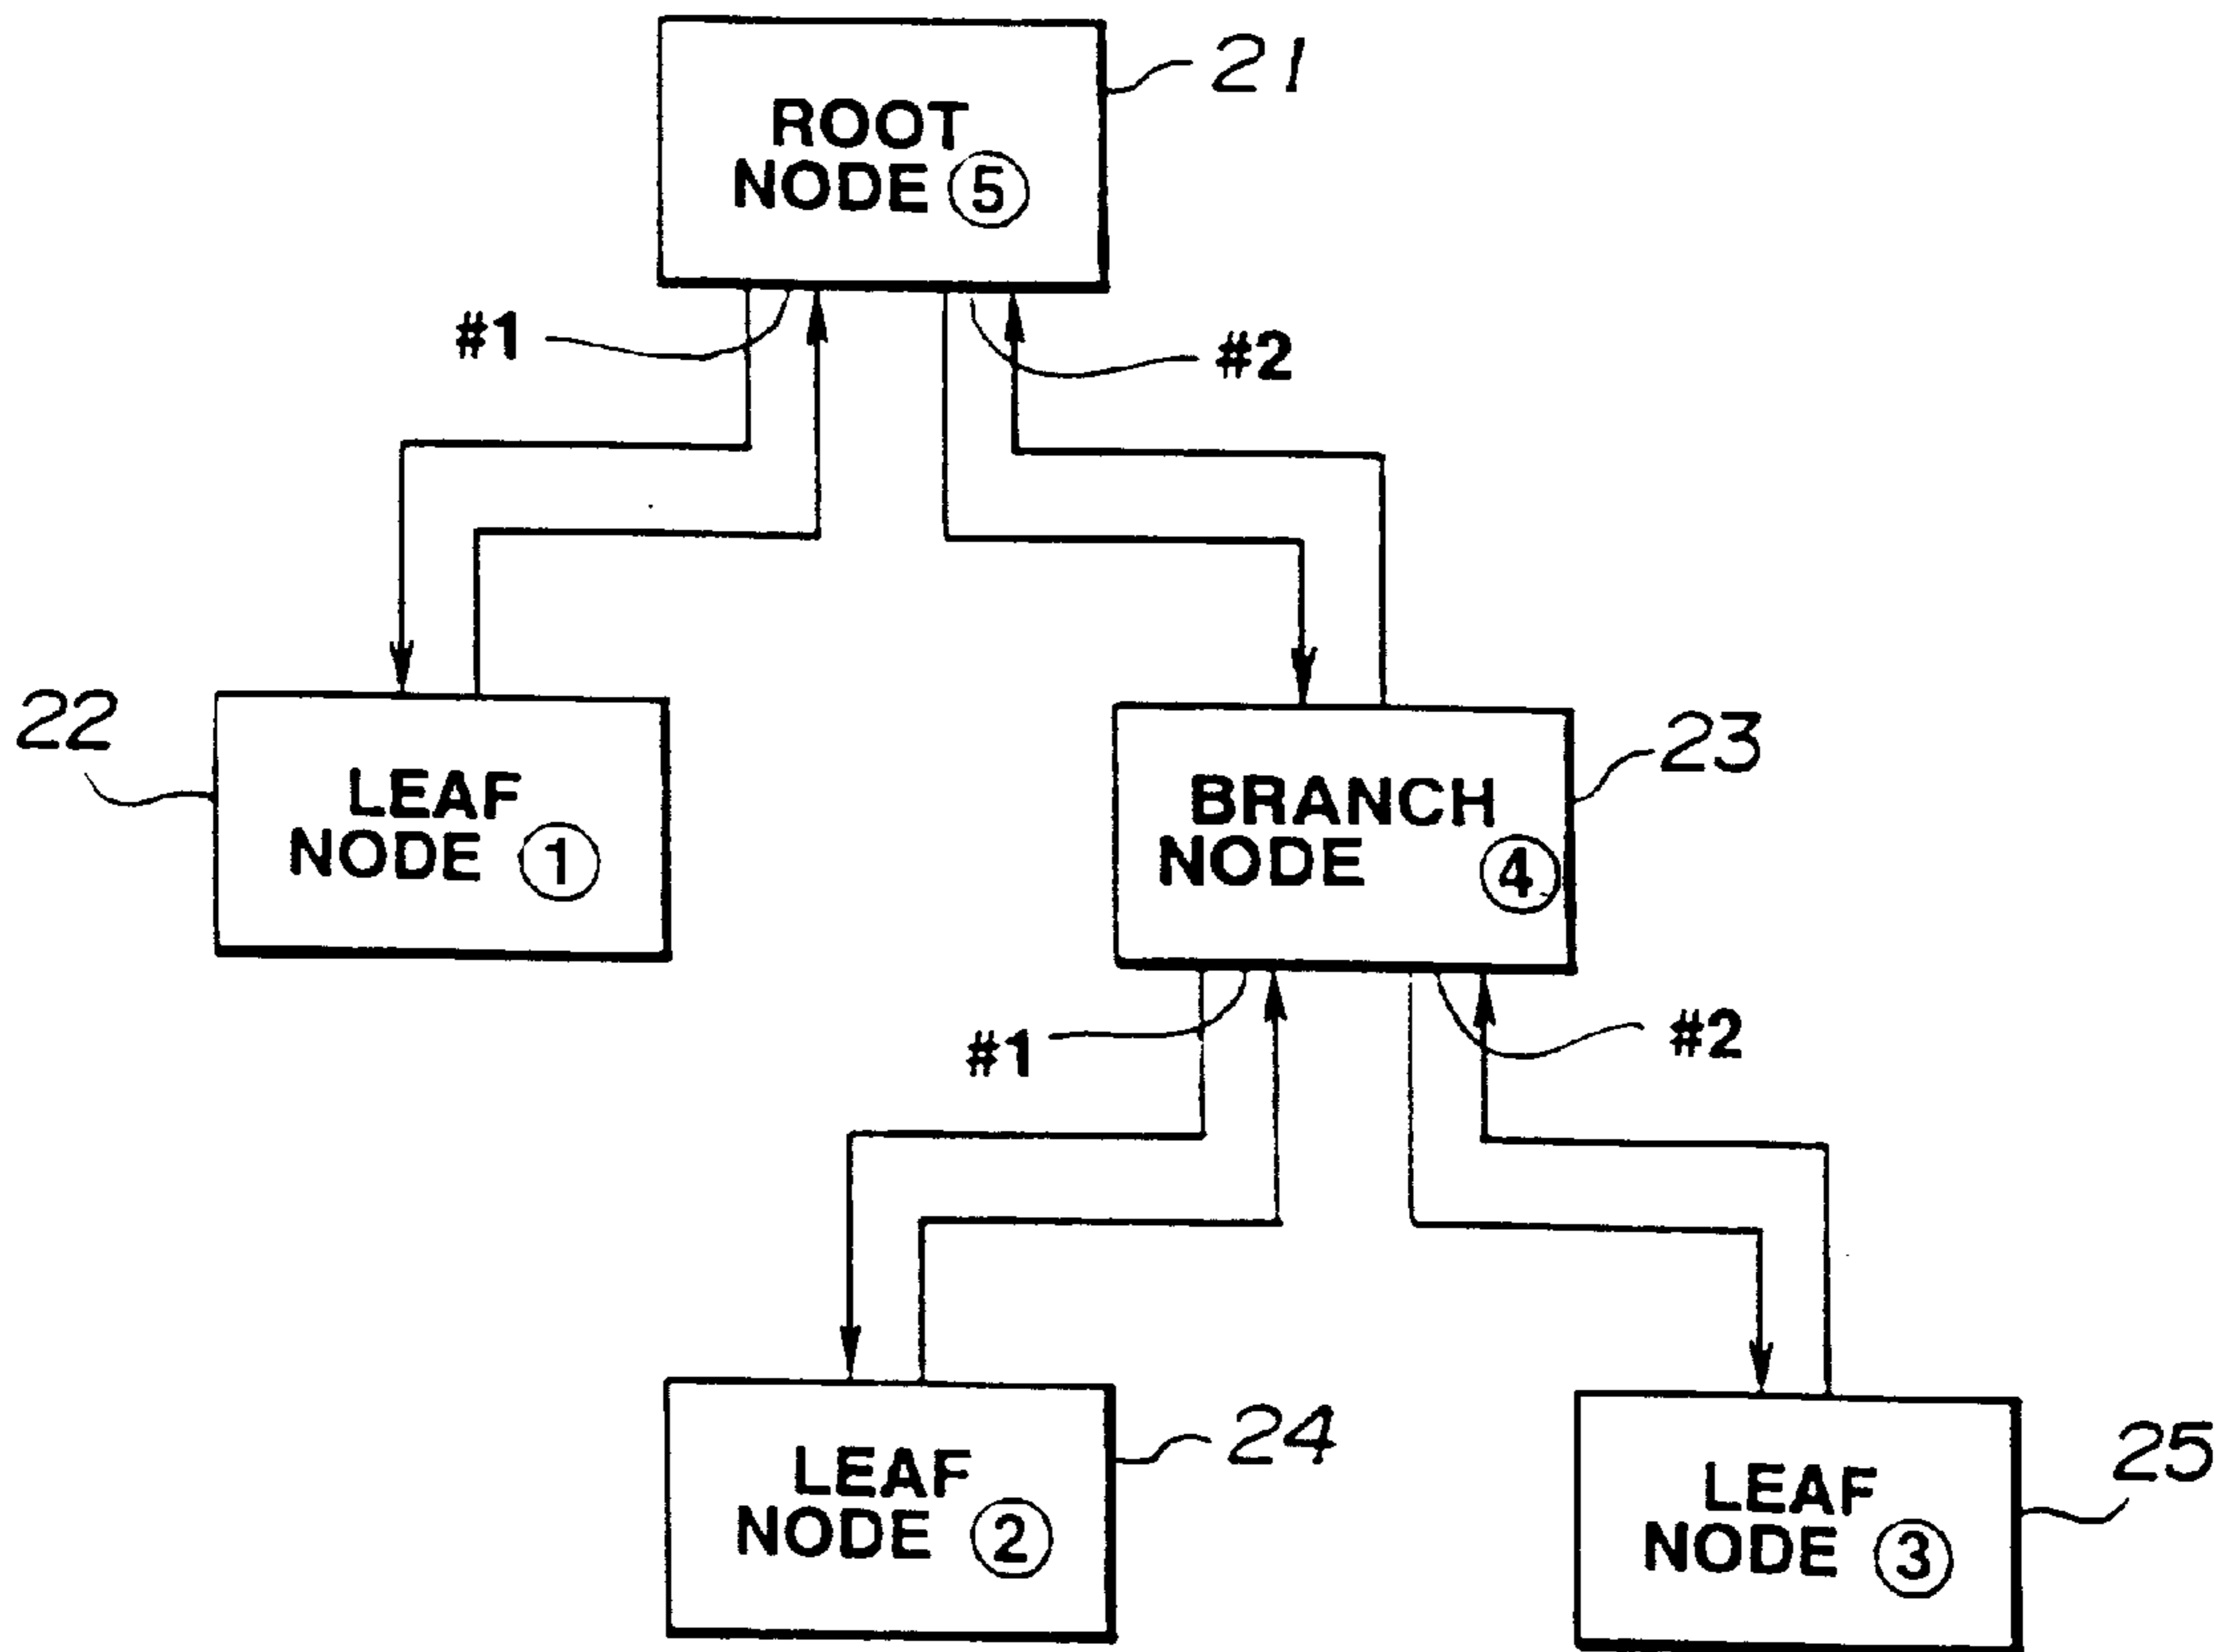 ROOT
NODE ⑤
21
#1
#2
22
LEAF
NODE ①
BRANCH
NODE ④
23
#1
#2
LEAF
NODE ②
24
LEAF
NODE ③
25